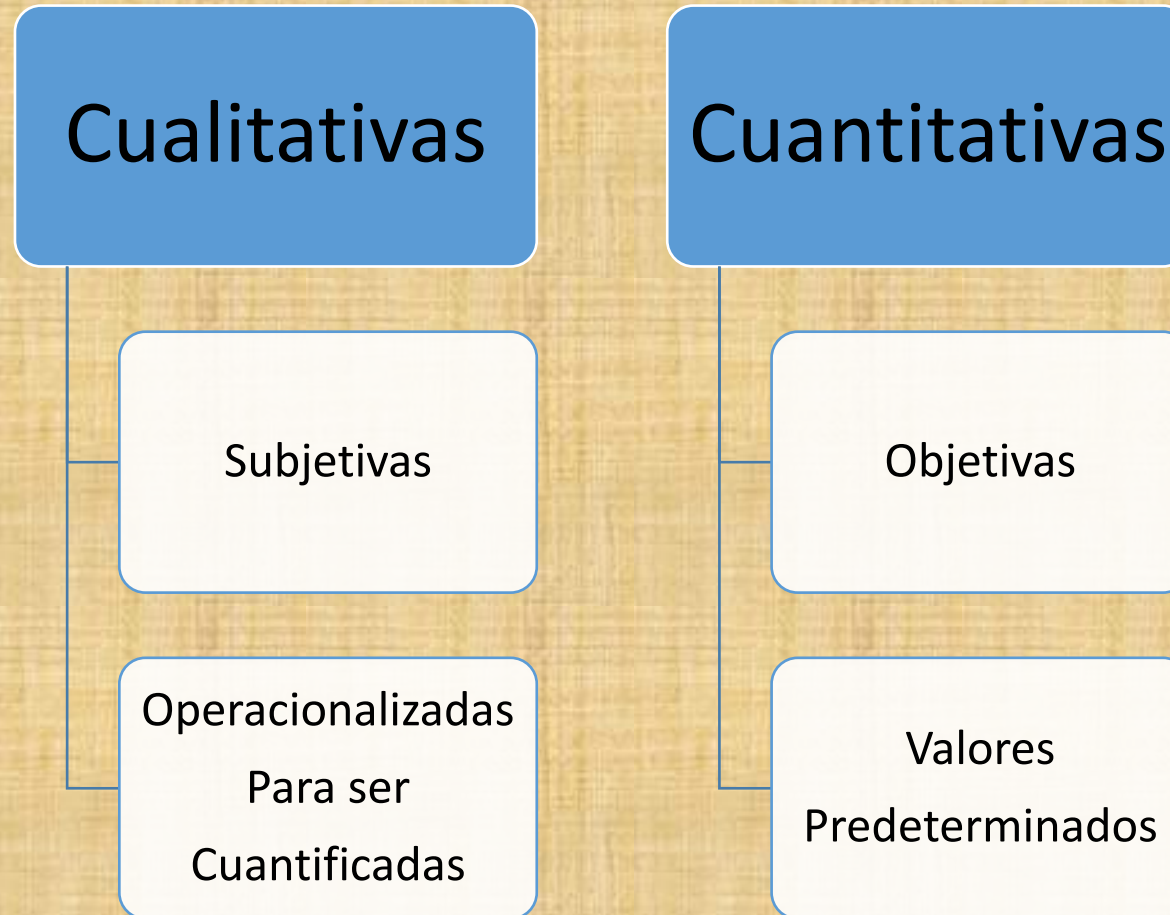 Cualitativas
Subjetivas
Operacionalizadas
Para ser
Cuantificadas
Cuantitativas
Objetivas
Valores
Predeterminados